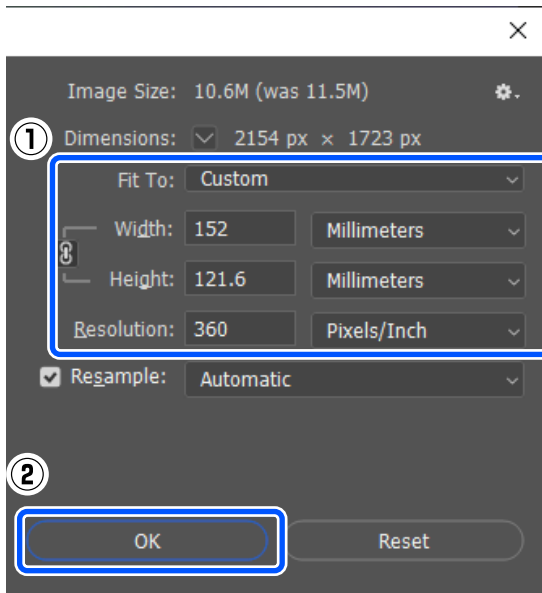 Image Size: 10.6M (was 11.5M)
①
Dimensions: 2154 px × 1723 px
Fit To: Custom
Width: 152 Millimeters
Height: 121.6 Millimeters
Resolution: 360 Pixels/Inch
Resample: Automatic
②
OK Reset